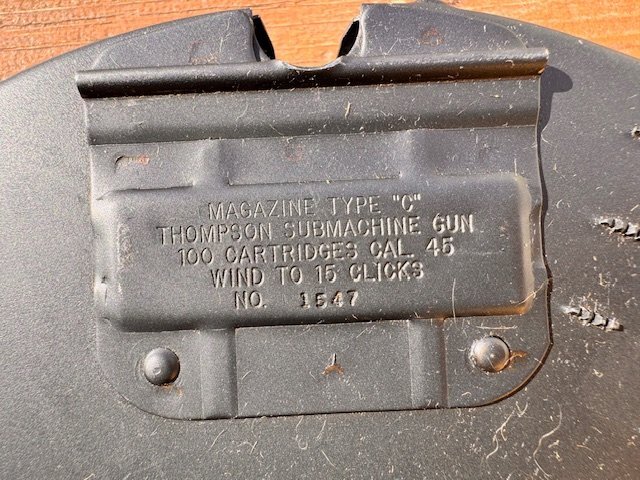 MAGAZINE TYPE "C"
THOMPSON SUBMACHINE GUN
100 CARTRIDGES CAL. 45
WIND TO 15 CLICKS
NO. 1547